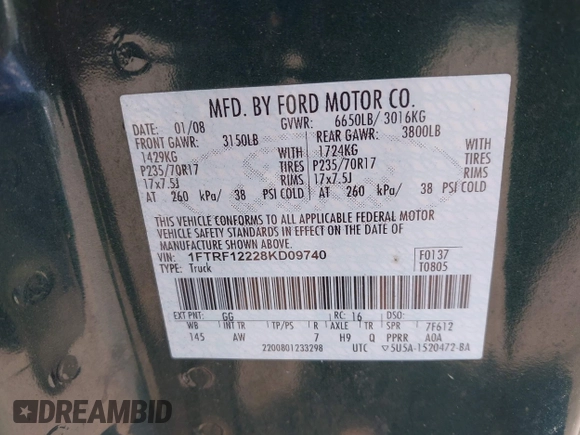 MFD. BY FORD MOTOR CO.
DATE: 01/08 GVWR: 6650LB/ 3016KG
FRONT GAWR: 3150LB REAR GAWR: 3800LB
1429KG WITH 1724KG WITH
P235/70R17 TIRES P235/70R17 TIRES
17x7.5J RIMS 17x7.5J RIMS
AT 260 kPa/ 38 PSI COLD AT 260 kPa/ 38 PSI COLD
THIS VEHICLE CONFORMS TO ALL APPLICABLE FEDERAL MOTOR
VEHICLE SAFETY STANDARDS IN EFFECT ON THE DATE OF
MANUFACTURE SHOWN ABOVE.
VIN: 1FTRF12228KD09740 F0137
TYPE: Truck T0805
EXT PNT: GG RC: 16 DSO:
WB INT TR TP/PS R AXLE TR SPR 7F612
145 AW 7 H9 Q PPRR A0A
2200801233298 UTC ▽5U5A-1520472-BA
DREAMBID